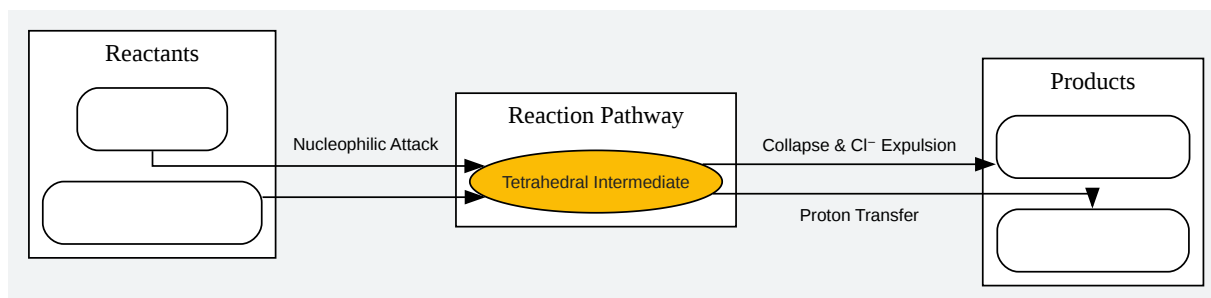 Reactants
Nucleophilic Attack
Reaction Pathway
Tetrahedral Intermediate
Collapse & Cl⁻ Expulsion
Proton Transfer
Products